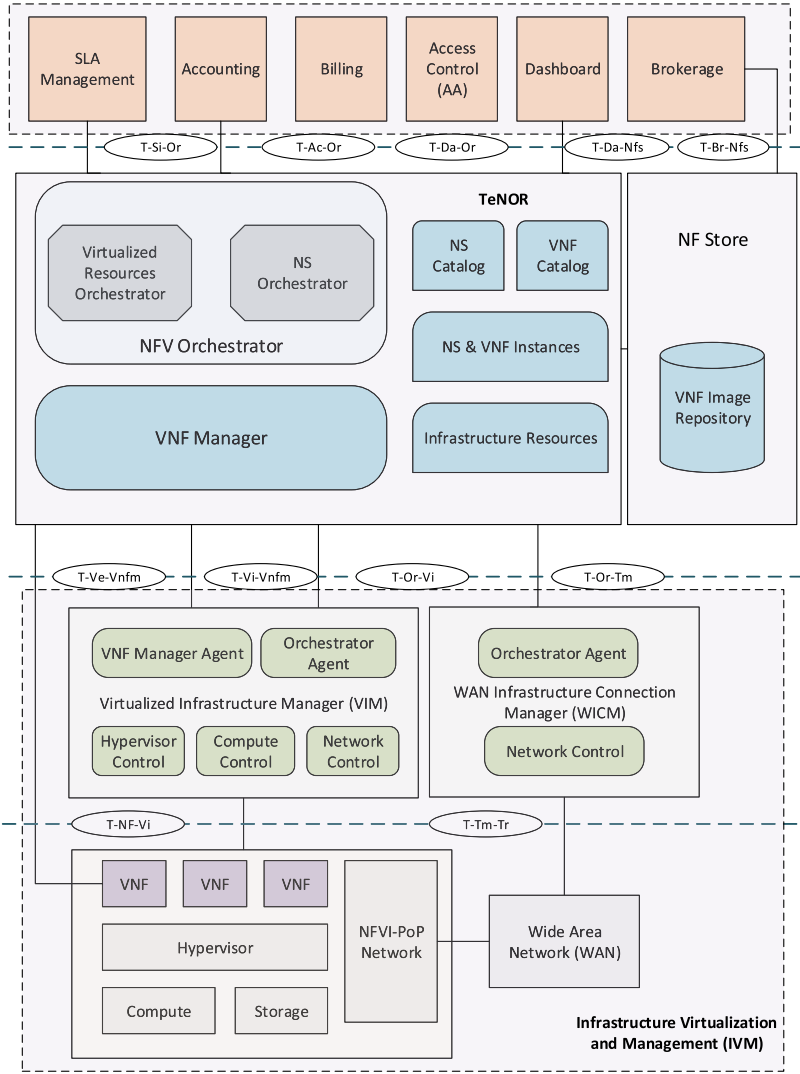 SLA
Management
Accounting
Billing
Access
Control
(AA)
Dashboard
Brokerage
T-Si-Or
T-Ac-Or
T-Da-Or
T-Da-Nfs
T-Br-Nfs
TeNOR
Virtualized
Resources
Orchestrator
NS
Orchestrator
NFV Orchestrator
NS
Catalog
VNF
Catalog
NS & VNF Instances
VNF Manager
Infrastructure Resources
NF Store
VNF Image
Repository
T-Ve-Vnfm
T-Vi-Vnfm
T-Or-Vi
T-Or-Tm
VNF Manager Agent
Orchestrator
Agent
Virtualized Infrastructure Manager (VIM)
Hypervisor
Control
Compute
Control
Network
Control
Orchestrator Agent
WAN Infrastructure Connection
Manager (WICM)
Network Control
T-NF-Vi
T-Tm-Tr
VNF
VNF
VNF
Hypervisor
Compute
Storage
NFVI-PoP
Network
Wide Area
Network (WAN)
Infrastructure Virtualization
and Management (IVM)